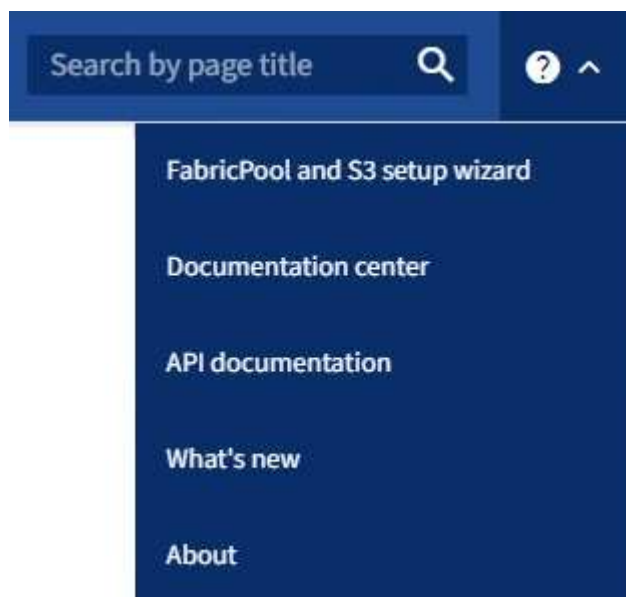 Search by page title
FabricPool and S3 setup wizard
Documentation center
API documentation
What's new
About